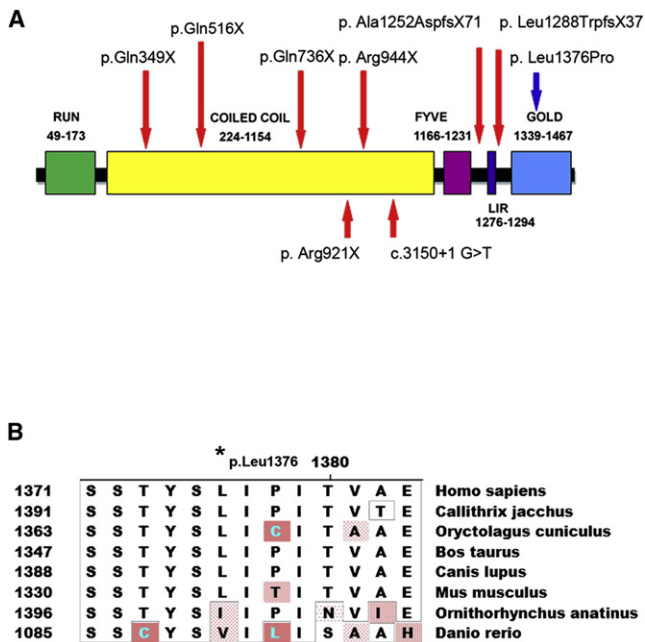 A
p. Ala1252AspfsX71 p. Leu1288TrpfsX37
p.Gln516X
p.Gln349X p.Gln736X p. Arg944X p. Leu1376Pro
RUN COILED COIL FYVE GOLD
49-173 224-1154 1166-1231 1339-1467
LIR
1276-1294
p. Arg921X c.3150+1 G>T
B
* p.Leu1376 1380
1371 S S T Y S L I P I T V A E Homo sapiens
1391 S S T Y S L I P I T V T E Callithrix jacchus
1363 S S T Y S L I C I T A A E Oryctolagus cuniculus
1347 S S T Y S L I P I T V A E Bos taurus
1388 S S T Y S L I P I T V A E Canis lupus
1330 S S T Y S L I T I T V A E Mus musculus
1396 S S T Y S I I P I N V I E Ornithorhynchus anatinus
1085 S S C Y S V I L I S A A H Danio rerio